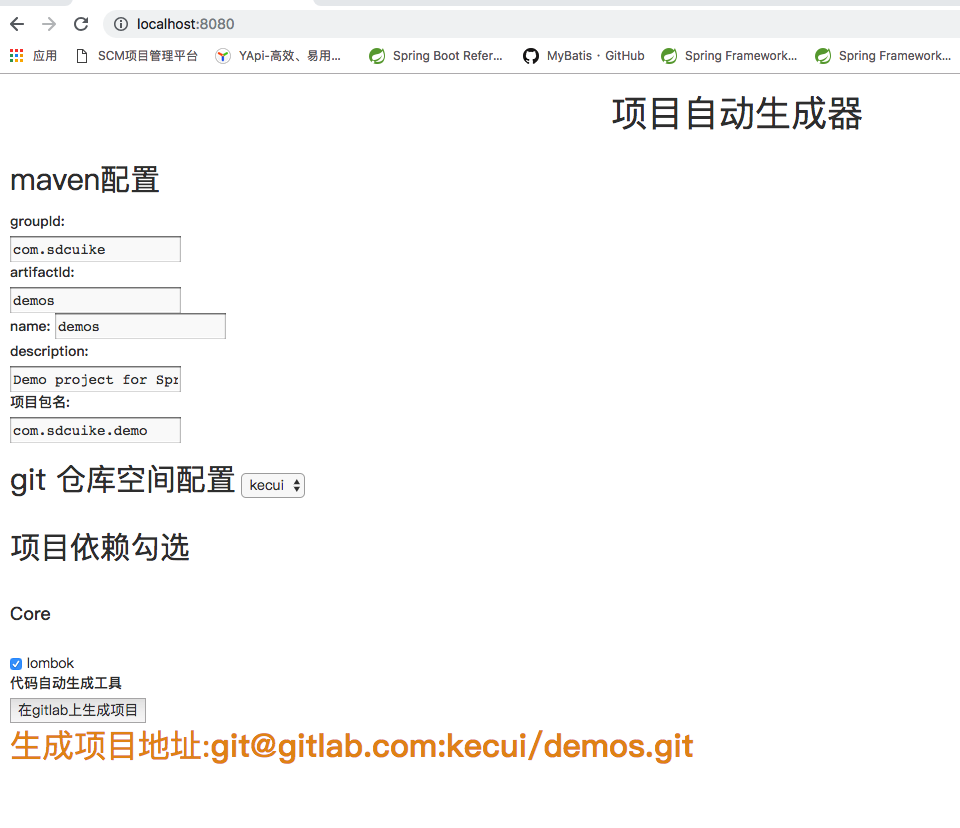 localhost:8080
应用 SCM项目管理平台 YApi-高效、易用... Spring Boot Refer... MyBatis · GitHub Spring Framework... Spring Framework...
项目自动生成器
maven配置
groupId:
com.sdcuike
artifactId:
demos
name: demos
description:
Demo project for Spr
项目包名:
com.sdcuike.demo
git 仓库空间配置 kecui
项目依赖勾选
Core
lombok
代码自动生成工具
在gitlab上生成项目
生成项目地址:git@gitlab.com:kecui/demos.git